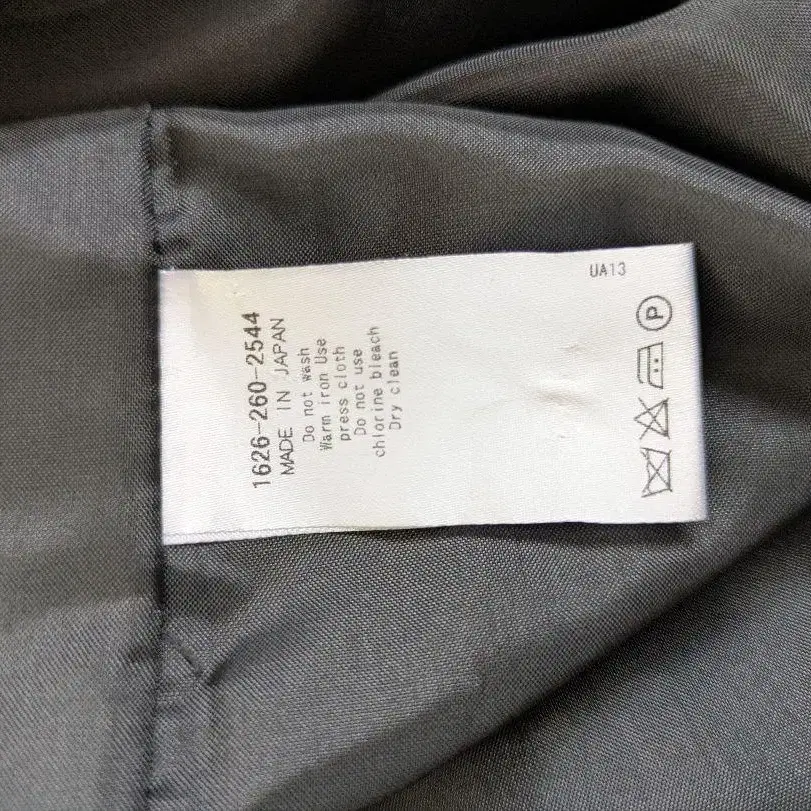 1626-260-2544
MADE IN JAPAN
Do not wash
Warm iron Use
press cloth
Do not use
chlorine bleach
Dry clean
UA13
P